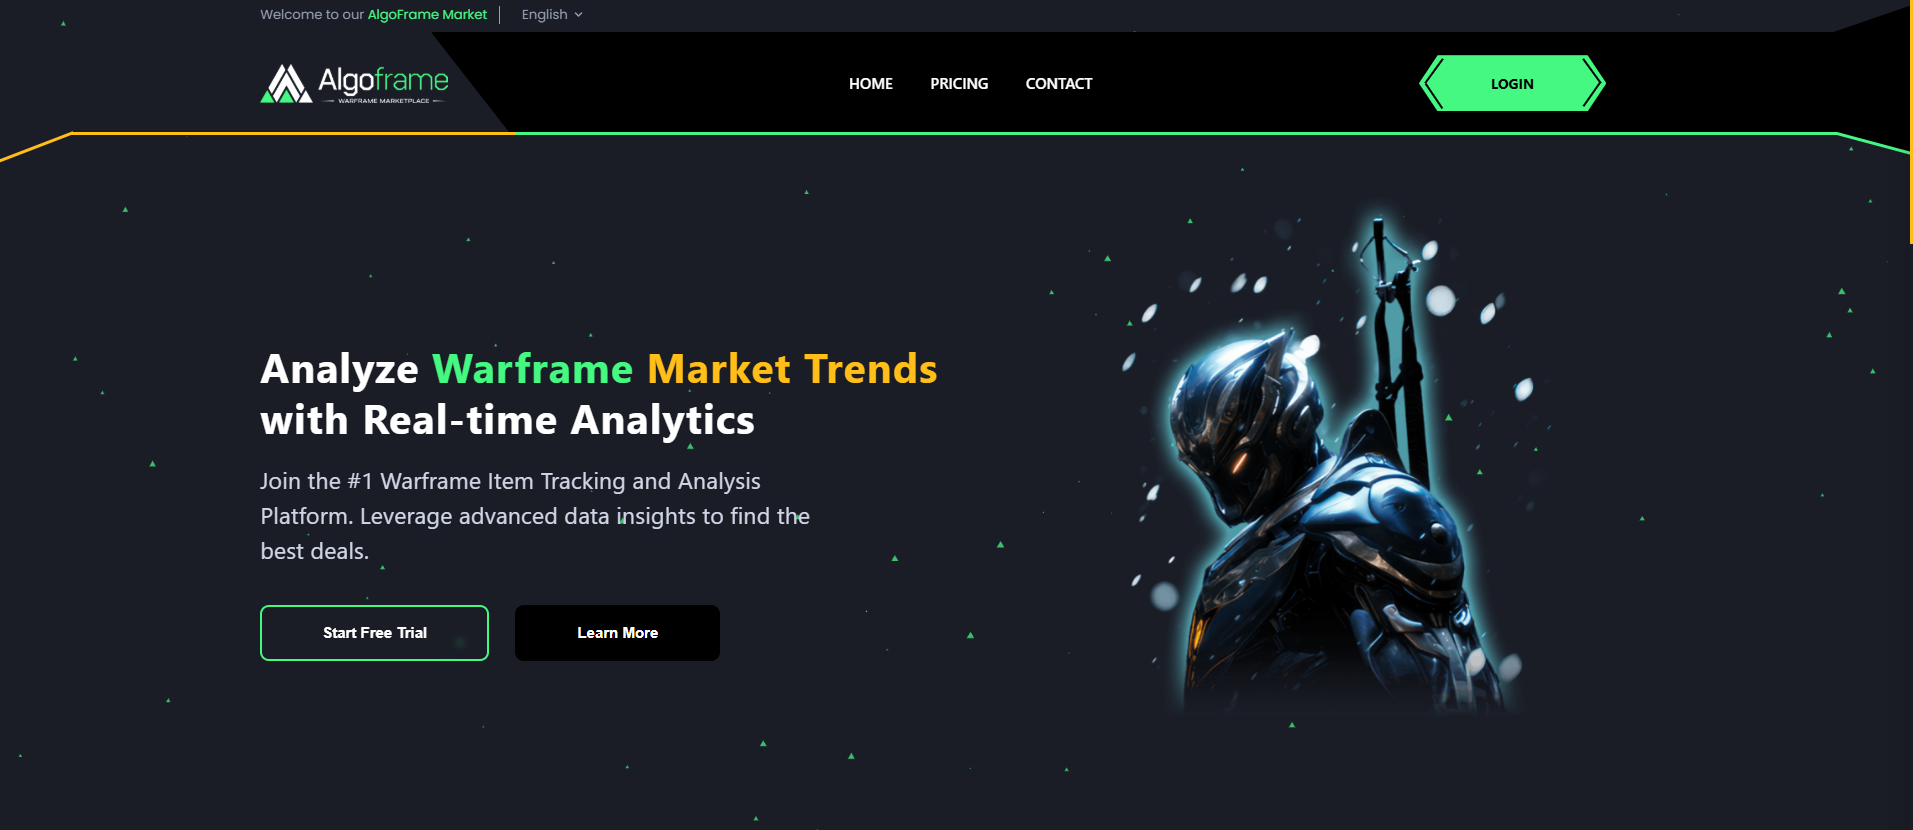 Welcome to our AlgoFrame Market
English
Algoframe
WARFRAME MARKETPLACE
HOME
PRICING
CONTACT
LOGIN
Analyze Warframe Market Trends
with Real-time Analytics
Join the #1 Warframe Item Tracking and Analysis
Platform. Leverage advanced data insights to find the
best deals.
Start Free Trial
Learn More